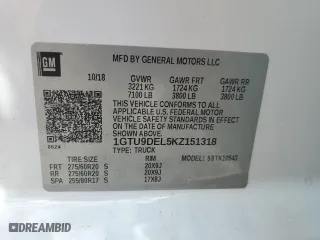 GM
MFD BY GENERAL MOTORS LLC
10/18 GVWR GAWR FRT GAWR RR
3221 KG 1724 KG 1724 KG
7100 LB 3800 LB 3800 LB
THIS VEHICLE CONFORMS TO ALL
APPLICABLE U.S. FEDERAL MOTOR
VEHICLE SAFETY STANDARDS IN EFFECT
ON THE DATE OF MANUFACTURE SHOWN ABOVE.
1GTU9DEL5KZ151318
TYPE: TRUCK
TIRE SIZE RIM
FRT 275/60R20 S 20X9J
RR 275/60R20 S 20X9J
SPA 255/80R17 S 17X8J
DIDNOTSELL.COM